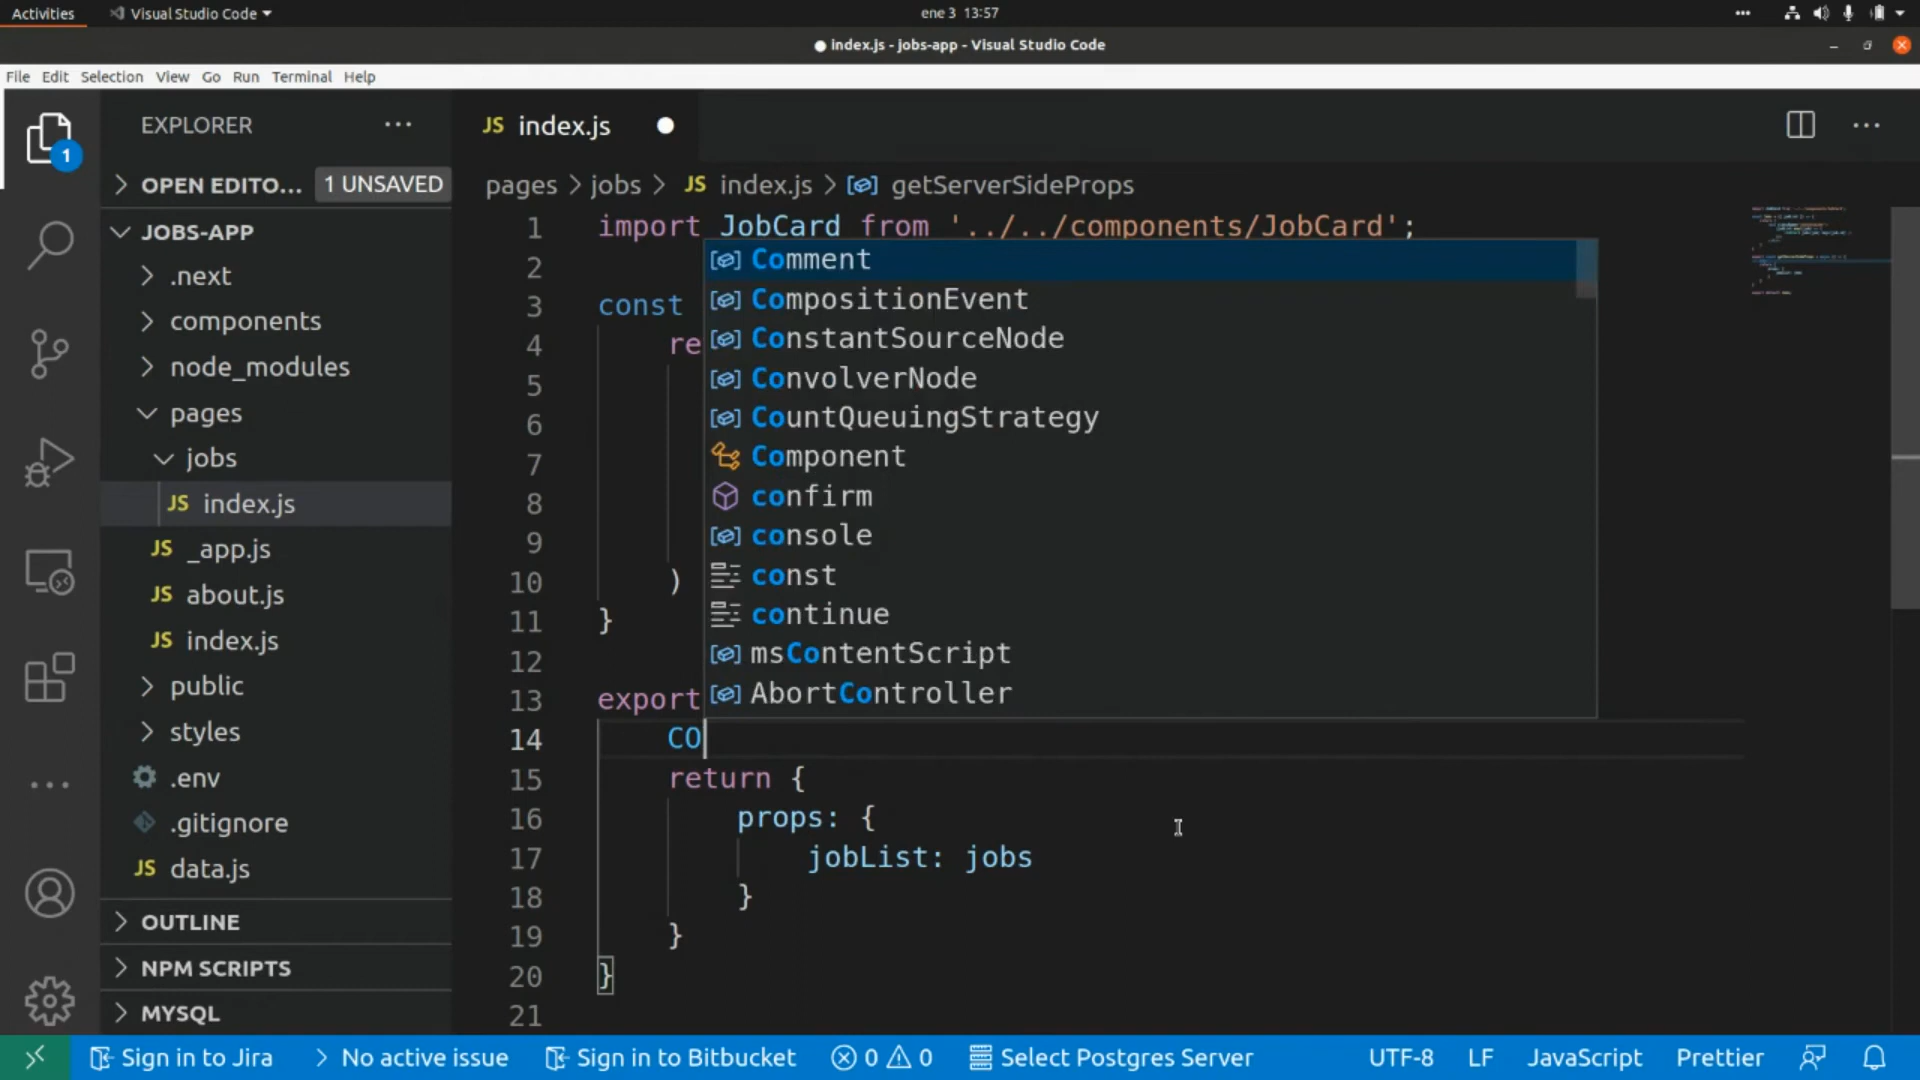 Activities
Visual Studio Code
ene 3 13:57
index.js - jobs-app - Visual Studio Code
File Edit Selection View Go Run Terminal Help
EXPLORER
1
OPEN EDITO... 1 UNSAVED
JOBS-APP
.next
components
node_modules
pages
jobs
JS index.js
JS _app.js
JS about.js
JS index.js
public
styles
.env
.gitignore
JS data.js
OUTLINE
NPM SCRIPTS
MYSQL
JS index.js
pages > jobs > JS index.js > getServerSideProps
1 import JobCard from '../../components/JobCard';
2
3 const
4 re
5
6
7
8
9
10 )
11 }
12
13 export
14 CO
15 return {
16 props: {
17 jobList: jobs
18 }
19 }
20 }
21
Comment
CompositionEvent
ConstantSourceNode
ConvolverNode
CountQueuingStrategy
Component
confirm
console
const
continue
msContentScript
AbortController
Sign in to Jira No active issue Sign in to Bitbucket 0 0 Select Postgres Server UTF-8 LF JavaScript Prettier